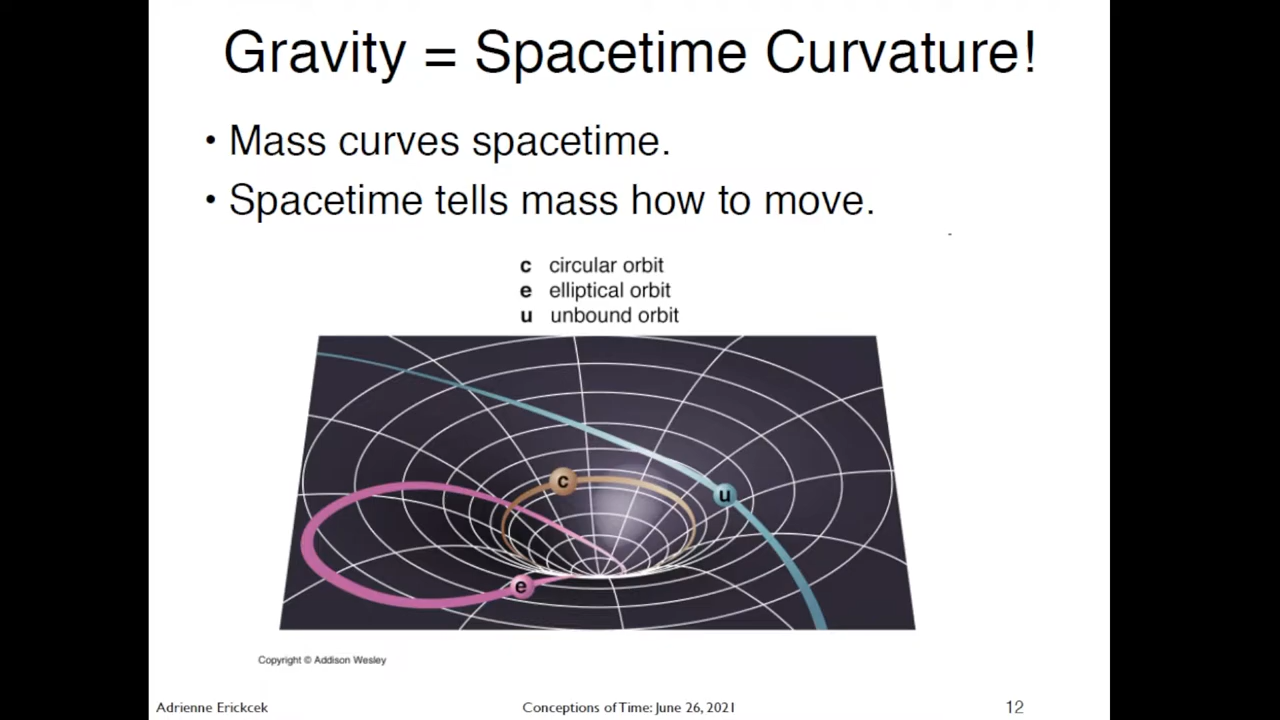 Gravity = Spacetime Curvature!
• Mass curves spacetime.
• Spacetime tells mass how to move.
c circular orbit
e elliptical orbit
u unbound orbit
c
u
e
Copyright © Addison Wesley
Adrienne Erickcek
Conceptions of Time: June 26, 2021
12